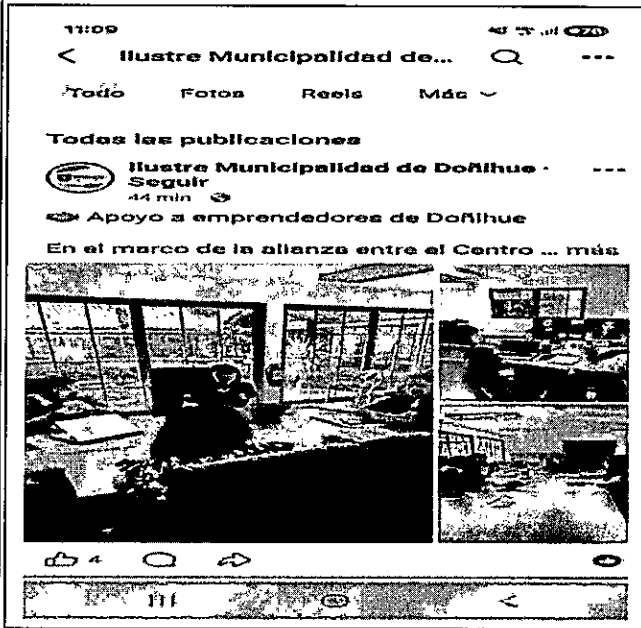 11:09
Ilustre Municipalidad de...
Todo Fotos Reels Más
Todas las publicaciones
Ilustre Municipalidad de Doñihue ·
Seguir
44 min
Apoyo a emprendedores de Doñihue
En el marco de la alianza entre el Centro ... más
4